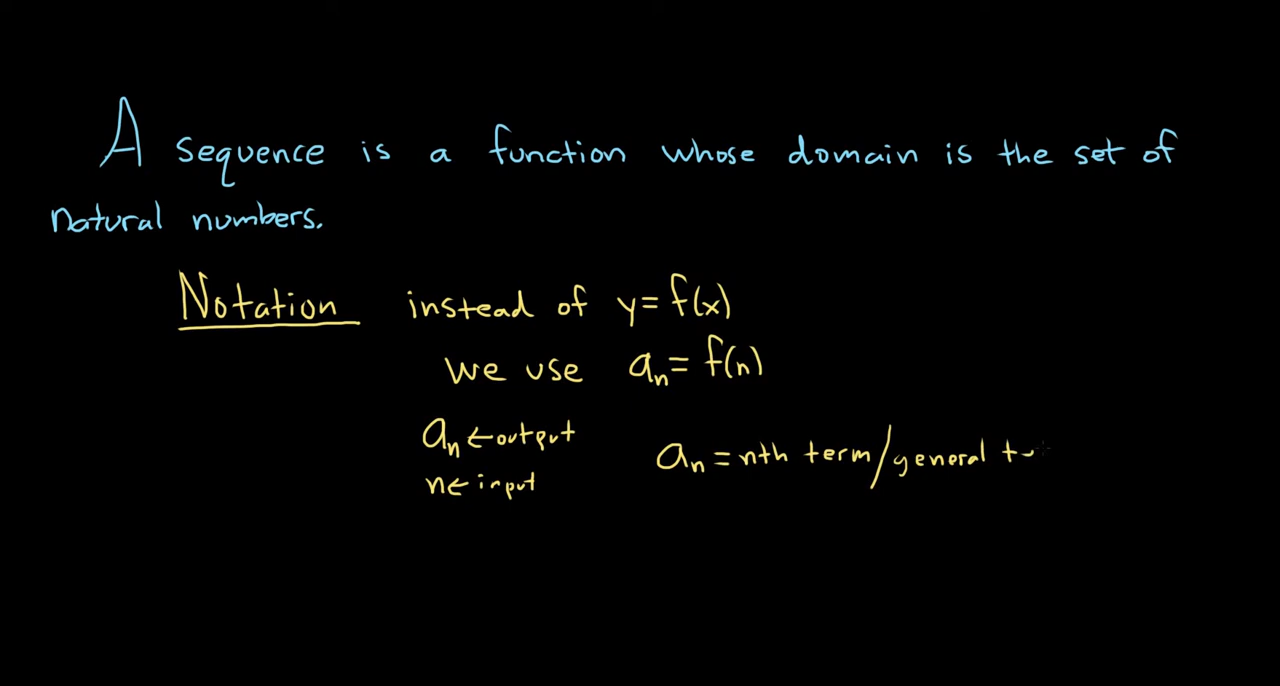 A sequence is a function whose domain is the set of
natural numbers.
Notation instead of y = f(x)
we use aₙ = f(n)
aₙ ← output
n ← input
aₙ = nth term/general